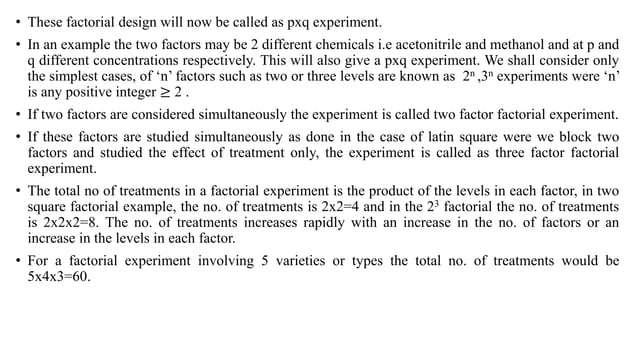 • These factorial design will now be called as pxq experiment.
• In an example the two factors may be 2 different chemicals i.e acetonitrile and methanol and at p and
q different concentrations respectively. This will also give a pxq experiment. We shall consider only
the simplest cases, of ‘n’ factors such as two or three levels are known as 2ⁿ ,3ⁿ experiments were ‘n’
is any positive integer ≥ 2 .
• If two factors are considered simultaneously the experiment is called two factor factorial experiment.
• If these factors are studied simultaneously as done in the case of latin square were we block two
factors and studied the effect of treatment only, the experiment is called as three factor factorial
experiment.
• The total no of treatments in a factorial experiment is the product of the levels in each factor, in two
square factorial example, the no. of treatments is 2x2=4 and in the 2³ factorial the no. of treatments
is 2x2x2=8. The no. of treatments increases rapidly with an increase in the no. of factors or an
increase in the levels in each factor.
• For a factorial experiment involving 5 varieties or types the total no. of treatments would be
5x4x3=60.